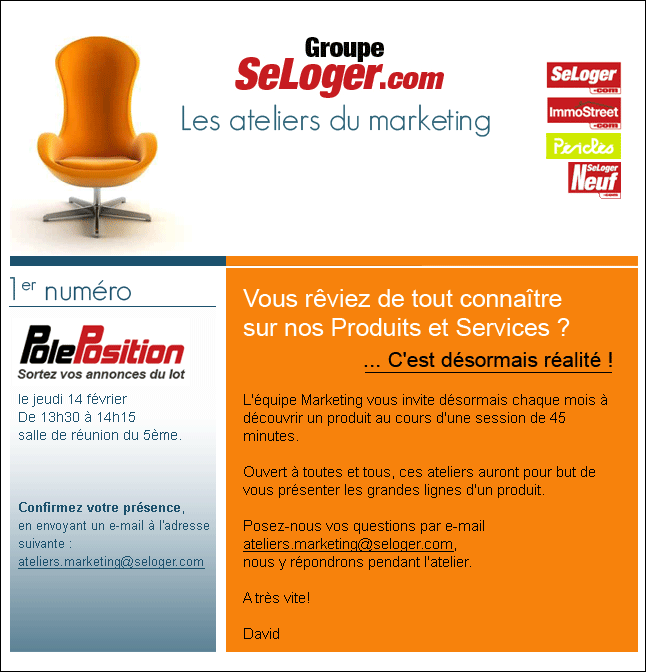 Groupe
SeLoger.com
Les ateliers du marketing
SeLoger
.com
ImmoStreet
.com
Périclès
SeLoger
Neuf
.com
1er numéro
PolePosition
Sortez vos annonces du lot
le jeudi 14 février
De 13h30 à 14h15
salle de réunion du 5ème.
Confirmez votre présence,
en envoyant un e-mail à l'adresse
suivante :
ateliers.marketing@seloger.com
Vous rêviez de tout connaître
sur nos Produits et Services ?
... C'est désormais réalité !
L'équipe Marketing vous invite désormais chaque mois à
découvrir un produit au cours d'une session de 45
minutes.
Ouvert à toutes et tous, ces ateliers auront pour but de
vous présenter les grandes lignes d'un produit.
Posez-nous vos questions par e-mail
ateliers.marketing@seloger.com,
nous y répondrons pendant l'atelier.
A très vite!
David